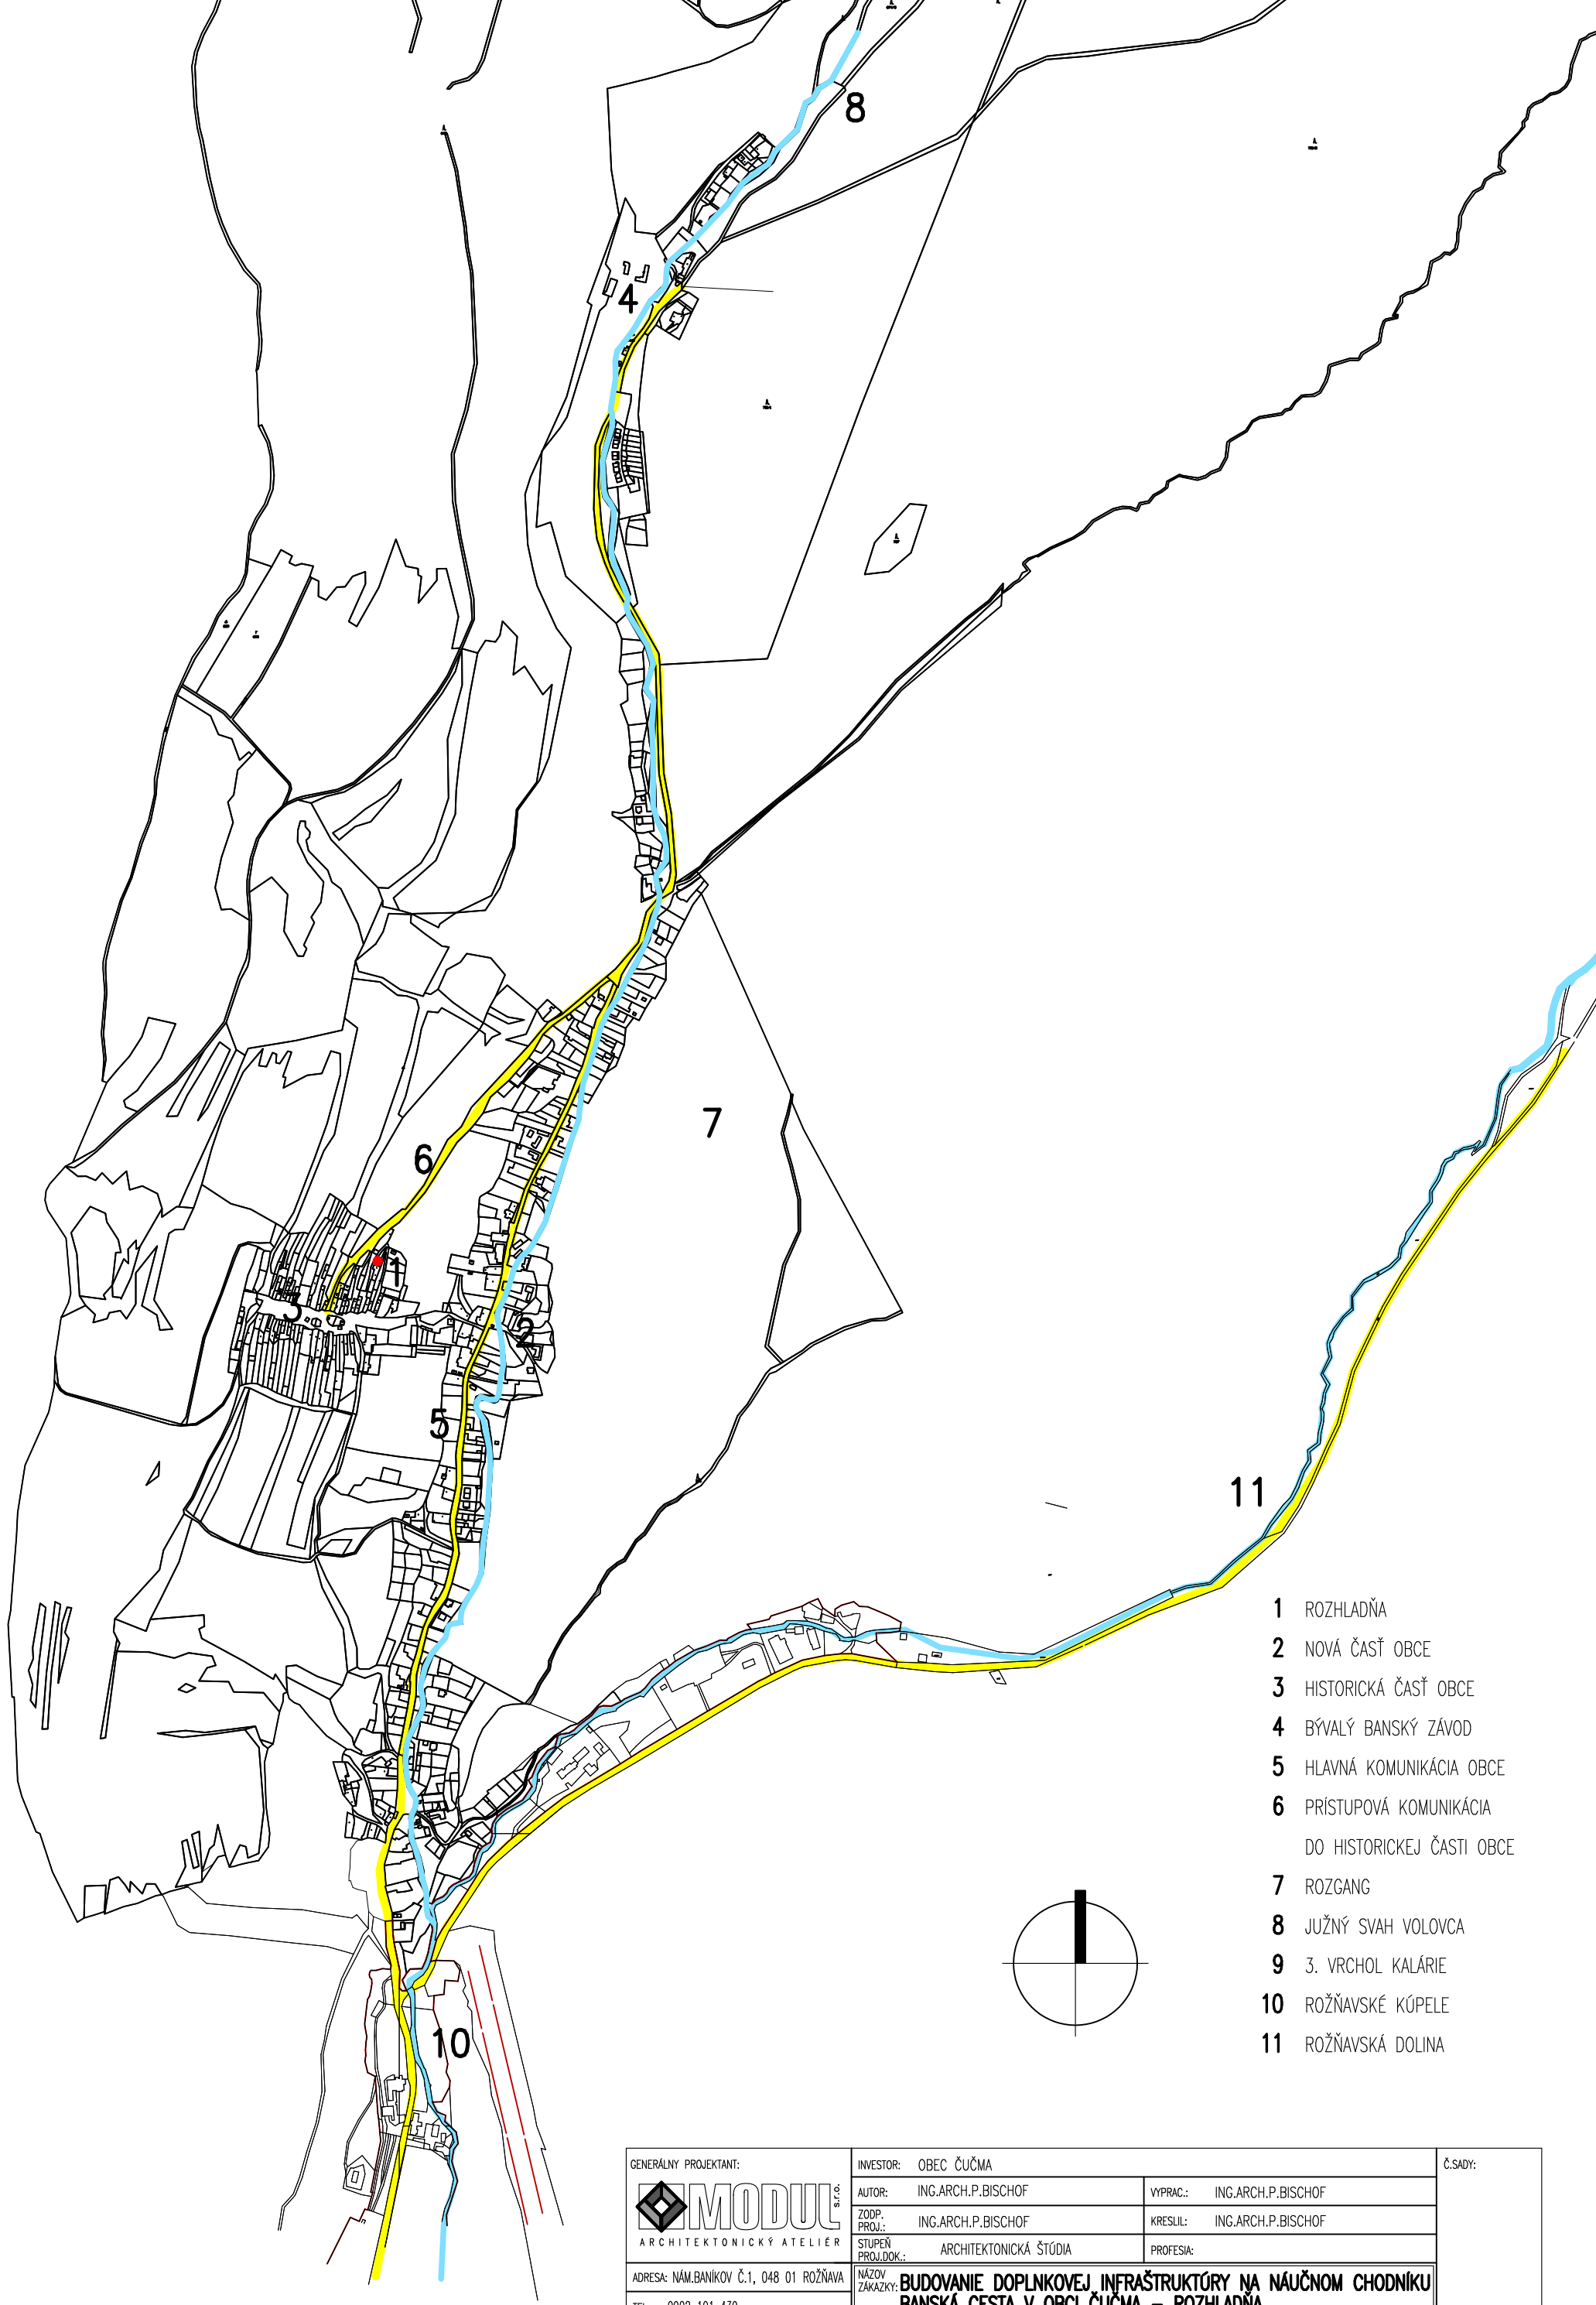 8
4
7
6
1
3
2
5
11
10
1 ROZHLADŇA
2 NOVÁ ČASŤ OBCE
3 HISTORICKÁ ČASŤ OBCE
4 BÝVALÝ BANSKÝ ZÁVOD
5 HLAVNÁ KOMUNIKÁCIA OBCE
6 PRÍSTUPOVÁ KOMUNIKÁCIA
DO HISTORICKEJ ČASTI OBCE
7 ROZGANG
8 JUŽNÝ SVAH VOLOVCA
9 3. VRCHOL KALÁRIE
10 ROŽŇAVSKÉ KÚPELE
11 ROŽŇAVSKÁ DOLINA
GENERÁLNY PROJEKTANT:
MODUL s.r.o.
ARCHITEKTONICKÝ ATELIÉR
ADRESA: NÁM.BANÍKOV Č.1, 048 01 ROŽŇAVA
INVESTOR: OBEC ČUČMA
AUTOR: ING.ARCH.P.BISCHOF
VYPRAC.: ING.ARCH.P.BISCHOF
ZODP. PROJ.: ING.ARCH.P.BISCHOF
KRESLIL: ING.ARCH.P.BISCHOF
STUPEŇ PROJ.DOK.: ARCHITEKTONICKÁ ŠTÚDIA
PROFESIA:
Č.SADY:
NÁZOV ZÁKAZKY: BUDOVANIE DOPLNKOVEJ INFRAŠTRUKTÚRY NA NÁUČNOM CHODNÍKU
BANSKÁ CESTA V OBCI ČUČMA – ROZHLADŇA